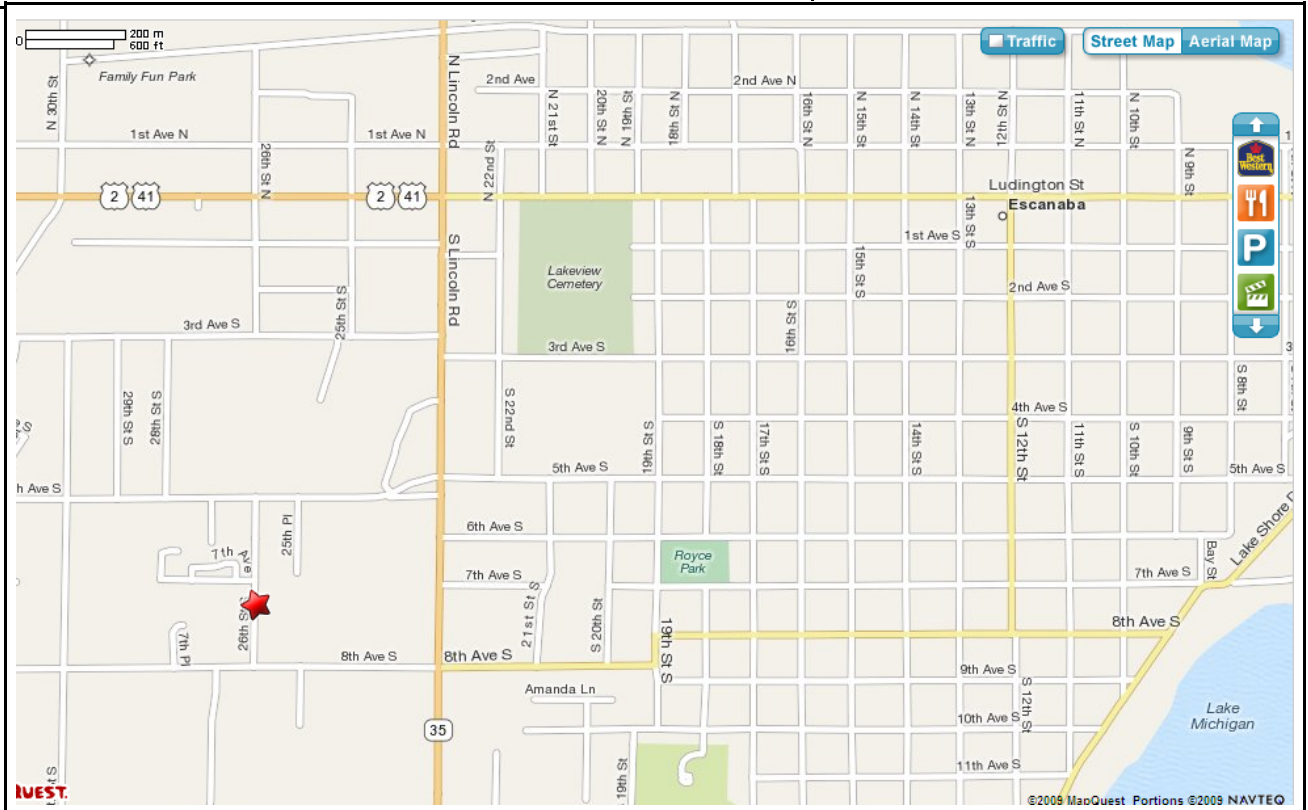 0
200 m
600 ft
Traffic
Street Map
Aerial Map
Family Fun Park
N 30th St
N Lincoln Rd
2nd Ave
2nd Ave N
N 21st St
20th St N
N 19th St
18th St N
16th St N
N 15th St
N 14th St
13th St N
N 12th St
11th St N
N 10th St
1st Ave N
1st Ave N
26th St N
N 22nd St
N 9th St
1
Best
Western
P
2 41
2 41
Ludington St
Escanaba
13th St S
1st Ave S
S Lincoln Rd
Lakeview
Cemetery
15th St S
2nd Ave S
25th St S
16th St S
3rd Ave S
3rd Ave S
3
S 8th St
29th St S
28th St S
S 22nd St
4th Ave S
19th St S
S 18th St
17th St S
14th St S
S 12th St
11th St S
S 10th St
9th St S
5th Ave S
5th Ave S
h Ave S
6th Ave S
25th Pl
7th Ave
Royce
Park
Lake Shore D
Bay St
7th Ave S
7th Ave S
21st St S
S 20th St
26th St S
7th Pl
19th St S
8th Ave S
8th Ave S
8th Ave S
9th Ave S
Amanda Ln
S 12th St
10th Ave S
Lake
Michigan
35
11th Ave S
19th St
t S
QUEST.
©2009 MapQuest Portions ©2009 NAVTEQ